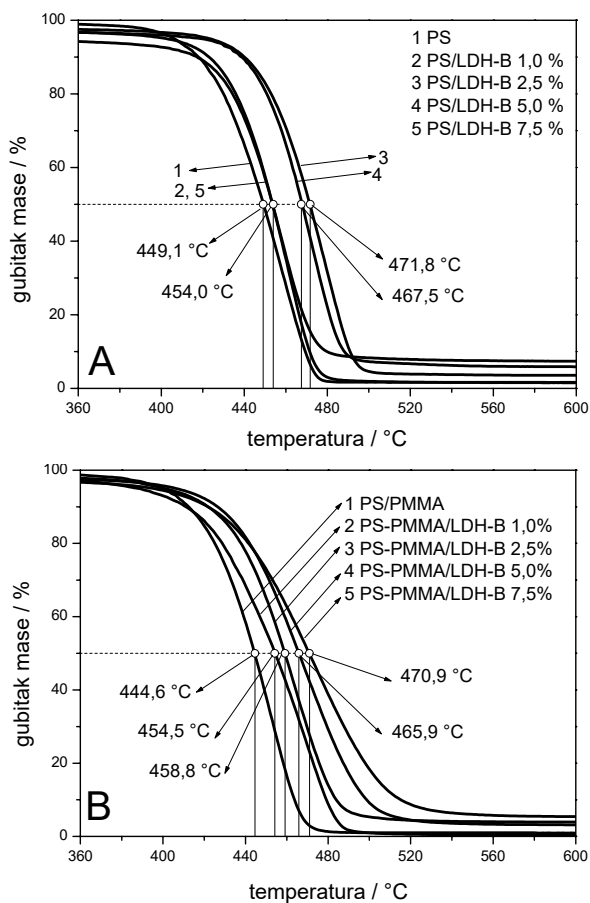 100
80
60
40
20
0
gubitak mase / %
1 PS
2 PS/LDH-B 1,0 %
3 PS/LDH-B 2,5 %
4 PS/LDH-B 5,0 %
5 PS/LDH-B 7,5 %
1
2, 5
3
4
449,1 °C
454,0 °C
471,8 °C
467,5 °C
A
360 400 440 480 520 560 600
temperatura / °C
100
80
60
40
20
0
gubitak mase / %
1 PS/PMMA
2 PS-PMMA/LDH-B 1,0%
3 PS-PMMA/LDH-B 2,5%
4 PS-PMMA/LDH-B 5,0%
5 PS-PMMA/LDH-B 7,5%
444,6 °C
454,5 °C
458,8 °C
470,9 °C
465,9 °C
B
360 400 440 480 520 560 600
temperatura / °C